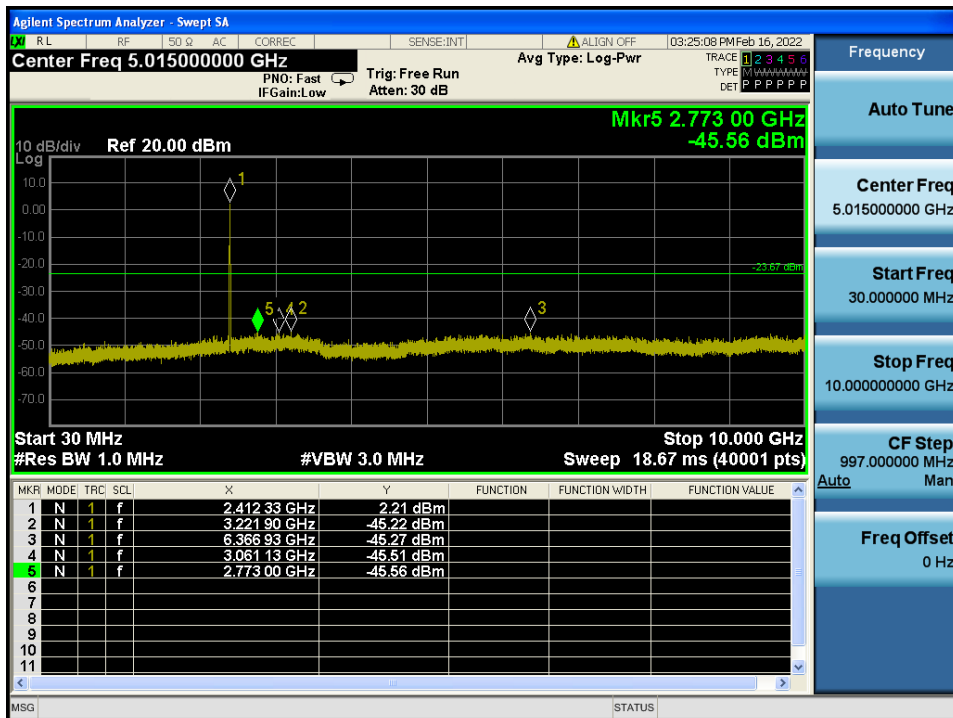 Agilent Spectrum Analyzer - Swept SA
LXI RL RF 50 Ω AC CORREC SENSE:INT ALIGN OFF 03:25:08 PM Feb 16, 2022
Center Freq 5.015000000 GHz
PNO: Fast
IFGain:Low
Trig: Free Run
Atten: 30 dB
Avg Type: Log-Pwr
TRACE 1 2 3 4 5 6
TYPE M WWWWW
DET P P P P P P
Mkr5 2.773 00 GHz
-45.56 dBm
10 dB/div
Log
Ref 20.00 dBm
10.0
0.00
-10.0
-20.0
-30.0
-40.0
-50.0
-60.0
-70.0
1
-23.67 dBm
5
4
2
3
Start 30 MHz
Stop 10.000 GHz
#Res BW 1.0 MHz
#VBW 3.0 MHz
Sweep 18.67 ms (40001 pts)
MKR MODE TRC SCL X Y FUNCTION FUNCTION WIDTH FUNCTION VALUE
1 N 1 f 2.412 33 GHz 2.21 dBm
2 N 1 f 3.221 90 GHz -45.22 dBm
3 N 1 f 6.366 93 GHz -45.27 dBm
4 N 1 f 3.061 13 GHz -45.51 dBm
5 N 1 f 2.773 00 GHz -45.56 dBm
6
7
8
9
10
11
MSG
STATUS
Frequency
Auto Tune
Center Freq
5.015000000 GHz
Start Freq
30.000000 MHz
Stop Freq
10.000000000 GHz
CF Step
997.000000 MHz
Auto Man
Freq Offset
0 Hz